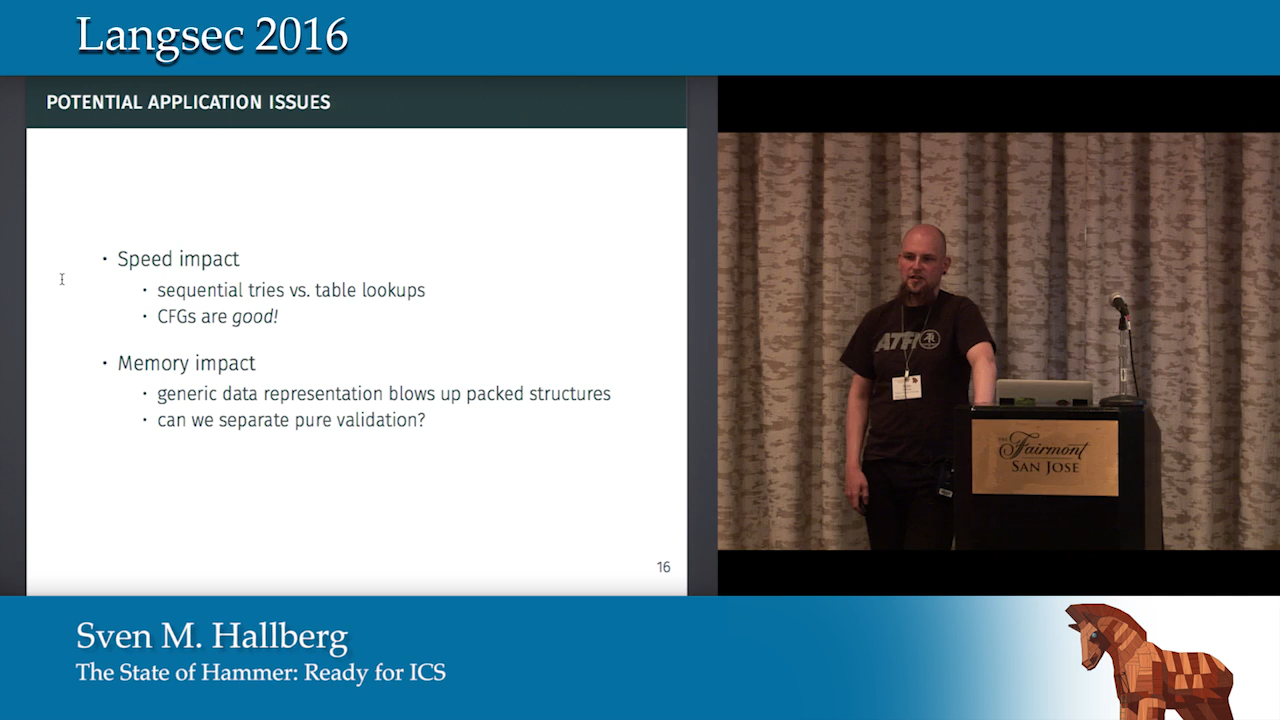 Langsec 2016
POTENTIAL APPLICATION ISSUES
· Speed impact
· sequential tries vs. table lookups
· CFGs are good!
· Memory impact
· generic data representation blows up packed structures
· can we separate pure validation?
16
THE Fairmont
SAN JOSE
Sven M. Hallberg
The State of Hammer: Ready for ICS